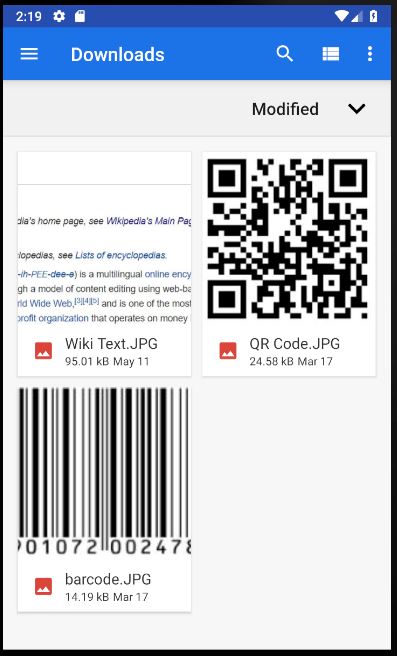 2:19
Downloads
Modified
dia's home page, see Wikipedia's Main Pag
lopedias, see Lists of encyclopedias.
-ih-PEE-dee-ə) is a multilingual online ency
gh a model of content editing using web-ba
rld Wide Web,[3][4][5] and is one of the most
profit organization that operates on money
Wiki Text.JPG
95.01 kB May 11
QR Code.JPG
24.58 kB Mar 17
901072 002478
barcode.JPG
14.19 kB Mar 17